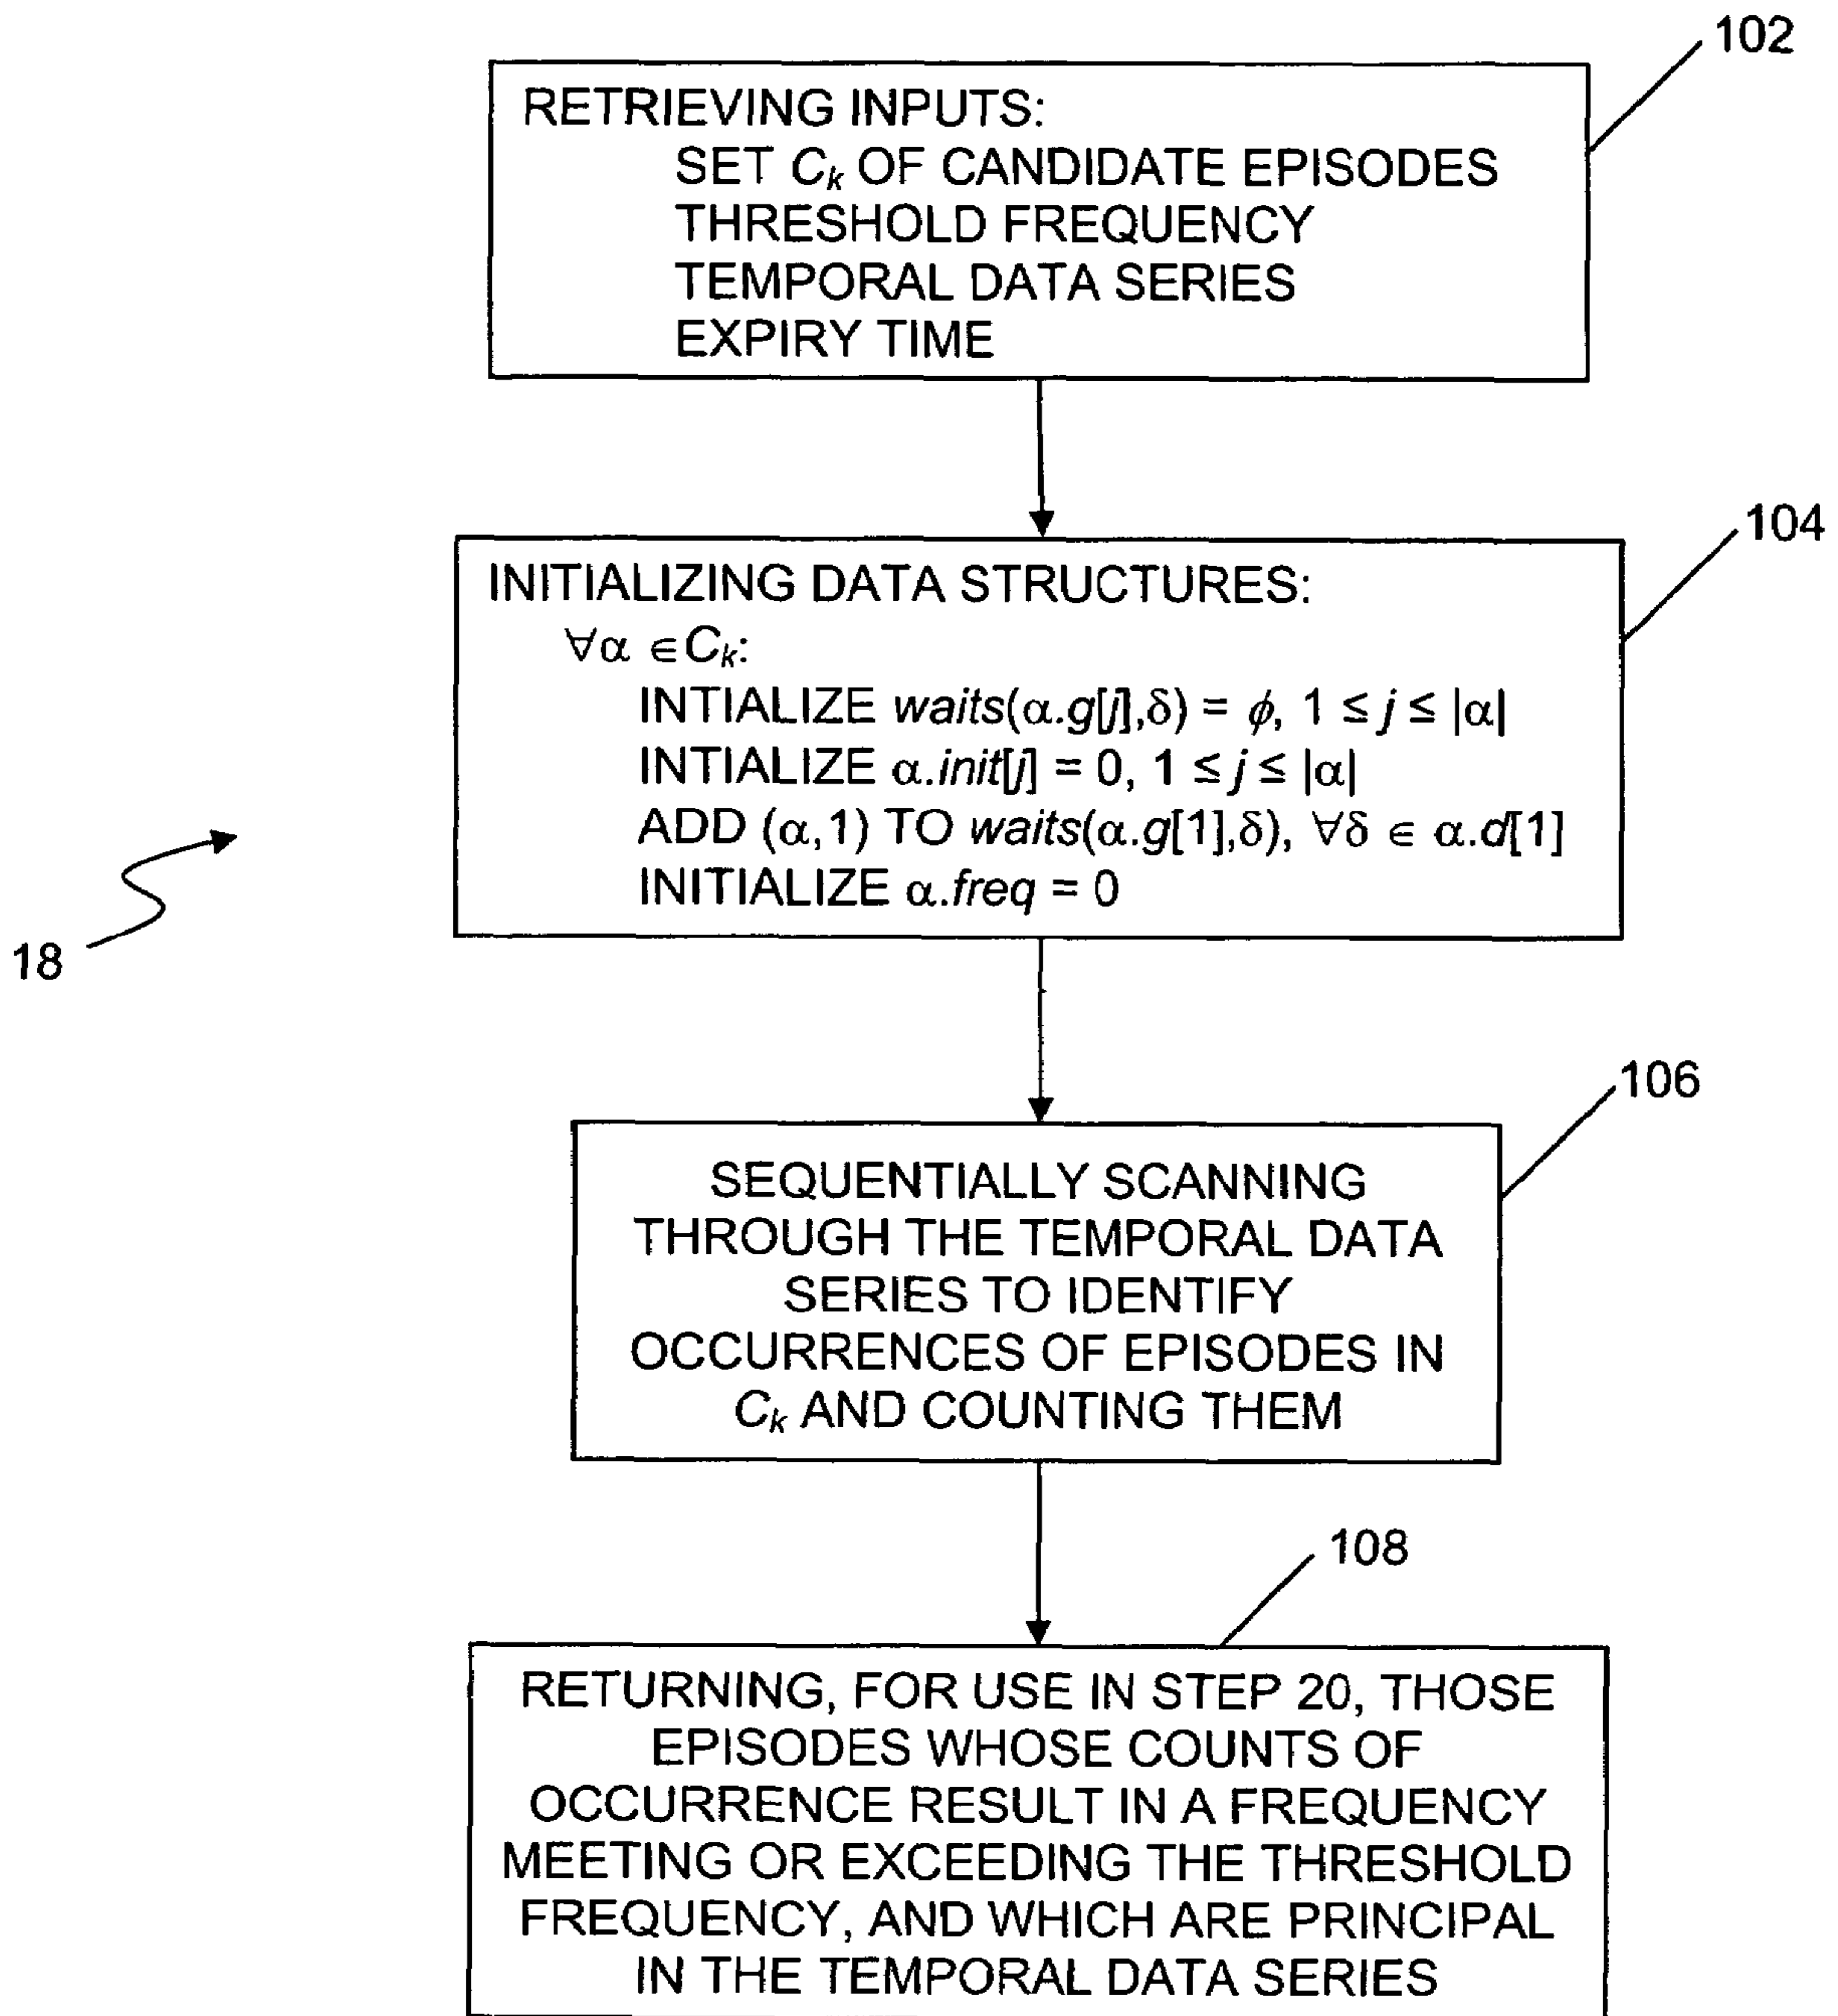 102
RETRIEVING INPUTS:
SET Ck OF CANDIDATE EPISODES
THRESHOLD FREQUENCY
TEMPORAL DATA SERIES
EXPIRY TIME
104
INITIALIZING DATA STRUCTURES:
∀α ∈Ck:
INTIALIZE waits(α.g[j],δ) = ϕ, 1 ≤ j ≤ |α|
INTIALIZE α.init[j] = 0, 1 ≤ j ≤ |α|
ADD (α,1) TO waits(α.g[1],δ), ∀δ ∈ α.d[1]
INITIALIZE α.freq = 0
18
106
SEQUENTIALLY SCANNING
THROUGH THE TEMPORAL DATA
SERIES TO IDENTIFY
OCCURRENCES OF EPISODES IN
Ck AND COUNTING THEM
108
RETURNING, FOR USE IN STEP 20, THOSE
EPISODES WHOSE COUNTS OF
OCCURRENCE RESULT IN A FREQUENCY
MEETING OR EXCEEDING THE THRESHOLD
FREQUENCY, AND WHICH ARE PRINCIPAL
IN THE TEMPORAL DATA SERIES